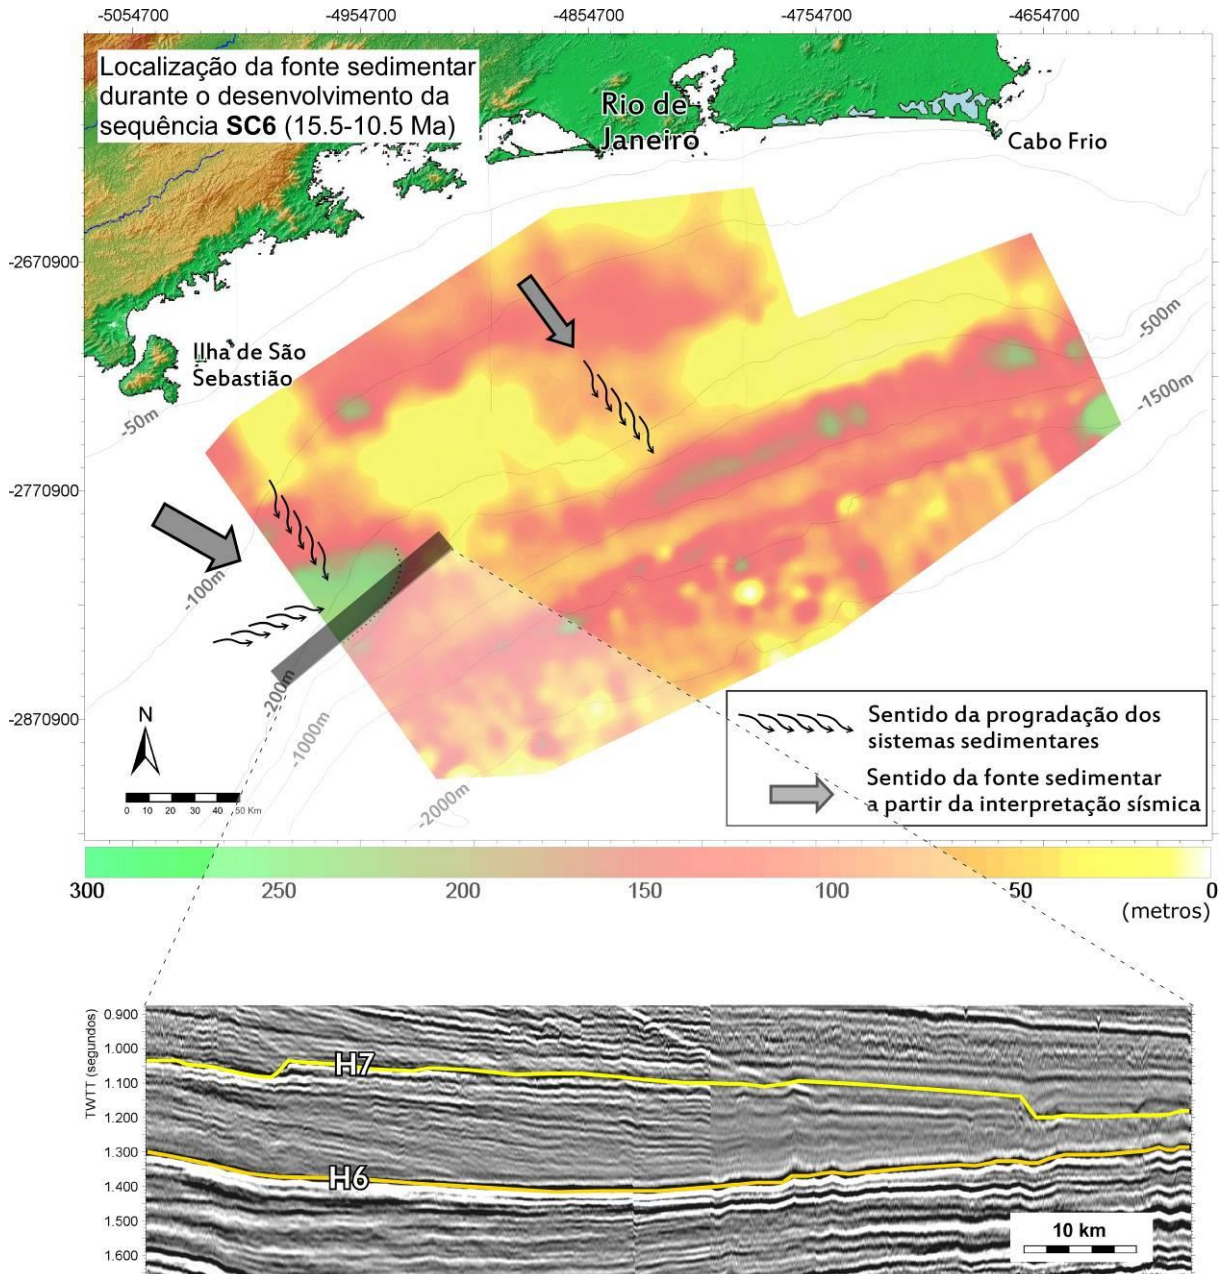 -5054700 -4954700 -4854700 -4754700 -4654700
Localização da fonte sedimentar
durante o desenvolvimento da
sequência SC6 (15.5-10.5 Ma)
Rio de
Janeiro
Cabo Frio
-2670900
-500m
Ilha de São
Sebastião
-1500m
-50m
-2770900
-100m
-200m
-2870900
-1000m
-2000m
N
0 10 20 30 40 50 Km
Sentido da progradação dos
sistemas sedimentares
Sentido da fonte sedimentar
a partir da interpretação sísmica
300 250 200 150 100 50 0
(metros)
TWTT (segundos)
0.900
1.000
H7
1.100
1.200
1.300
H6
1.400
1.500
10 km
1.600